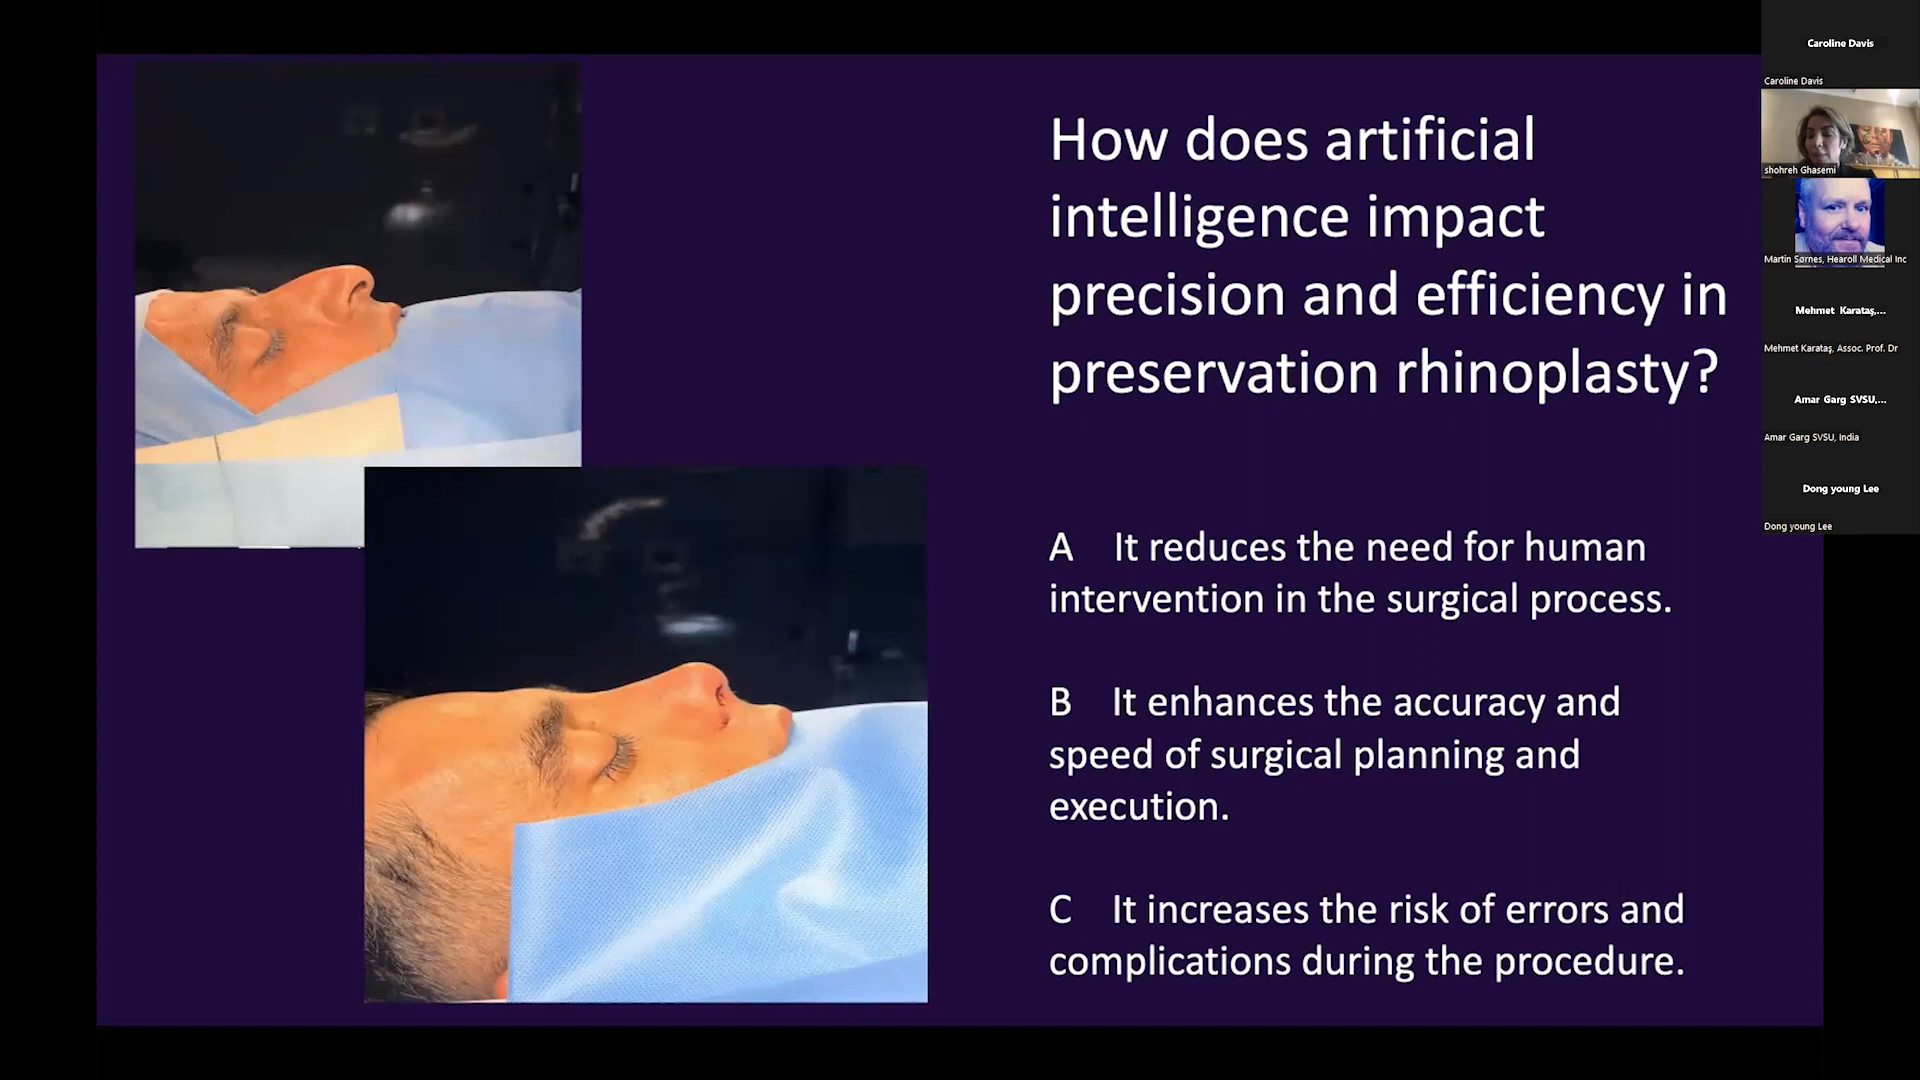 How does artificial
intelligence impact
precision and efficiency in
preservation rhinoplasty?
A It reduces the need for human
intervention in the surgical process.
B It enhances the accuracy and
speed of surgical planning and
execution.
C It increases the risk of errors and
complications during the procedure.
Caroline Davis
Caroline Davis
shohreh Ghasemi
Martin Sørnes, Hearoll Medical Inc
Mehmet Karataş,...
Mehmet Karataş, Assoc. Prof. Dr
Amar Garg SVSU,...
Amar Garg SVSU, India
Dong young Lee
Dong young Lee